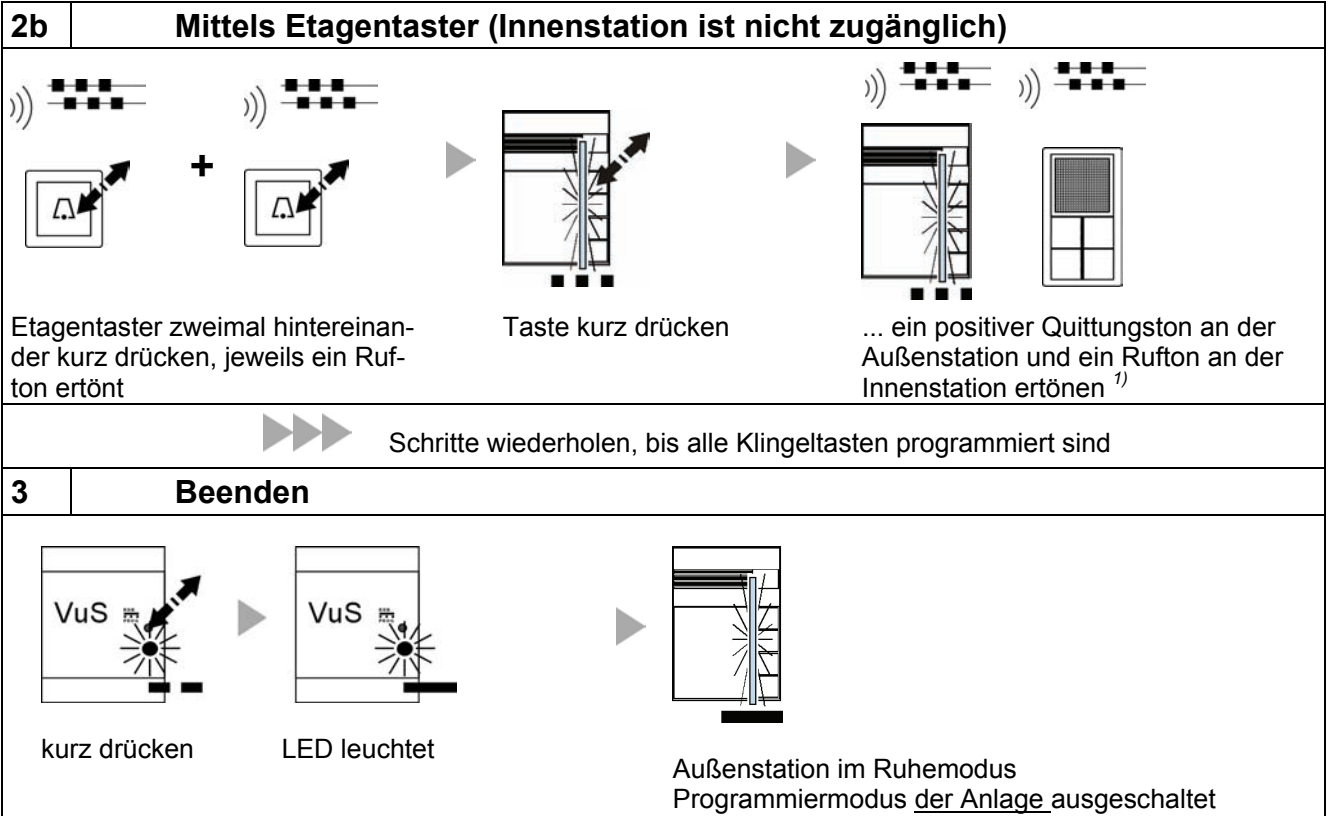 2b Mittels Etagentaster (Innenstation ist nicht zugänglich)
+
Etagentaster zweimal hintereinan-
der kurz drücken, jeweils ein Ruf-
ton ertönt
Taste kurz drücken
... ein positiver Quittungston an der
Außenstation und ein Rufton an der
Innenstation ertönen 1)
Schritte wiederholen, bis alle Klingeltasten programmiert sind
3 Beenden
VuS
kurz drücken
VuS
LED leuchtet
Außenstation im Ruhemodus
Programmiermodus der Anlage ausgeschaltet